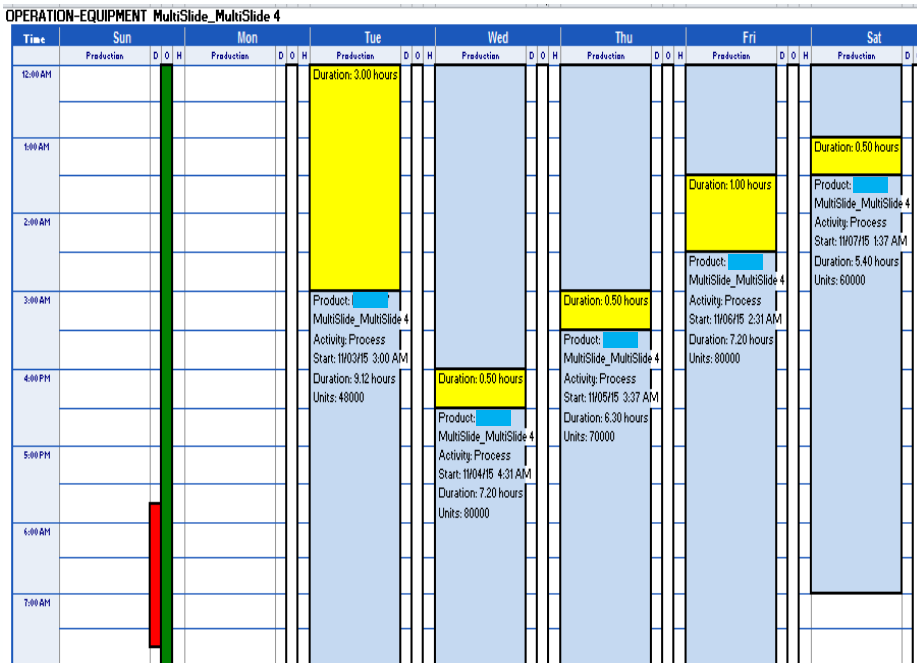 OPERATION-EQUIPMENT MultiSlide_MultiSlide 4
Time Sun Mon Tue Wed Thu Fri Sat
Production D O H Production D O H Production D O H Production D O H Production D O H Production D O H Production D
12:00 AM
1:00 AM
2:00 AM
3:00 AM
4:00 PM
5:00 PM
6:00 AM
7:00 AM
Duration: 3.00 hours
Product:
MultiSlide_MultiSlide 4
Activity: Process
Start: 11/03/15 3:00 AM
Duration: 9.12 hours
Units: 48000
Duration: 0.50 hours
Product:
MultiSlide_MultiSlide 4
Activity: Process
Start: 11/04/15 4:31 AM
Duration: 7.20 hours
Units: 80000
Duration: 0.50 hours
Product:
MultiSlide_MultiSlide 4
Activity: Process
Start: 11/05/15 3:37 AM
Duration: 6.30 hours
Units: 70000
Duration: 1.00 hours
Product:
MultiSlide_MultiSlide 4
Activity: Process
Start: 11/06/15 2:31 AM
Duration: 7.20 hours
Units: 80000
Duration: 0.50 hours
Product:
MultiSlide_MultiSlide 4
Activity: Process
Start: 11/07/15 1:37 AM
Duration: 5.40 hours
Units: 60000